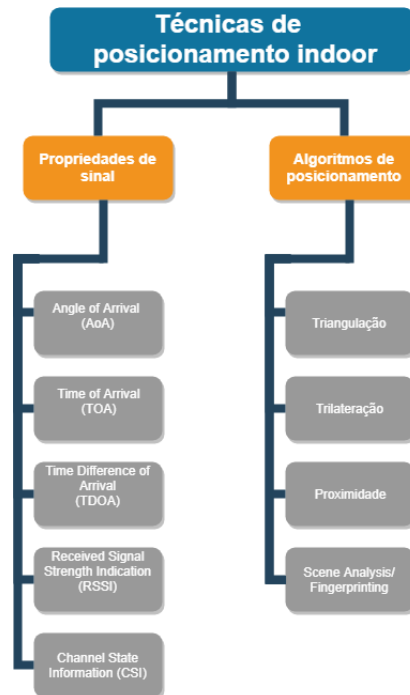 Técnicas de
posicionamento indoor
Propriedades de
sinal
Algoritmos de
posicionamento
Angle of Arrival
(AoA)
Time of Arrival
(TOA)
Time Difference of
Arrival
(TDOA)
Received Signal
Strength Indication
(RSSI)
Channel State
Information (CSI)
Triangulação
Trilateração
Proximidade
Scene Analysis/
Fingerprinting